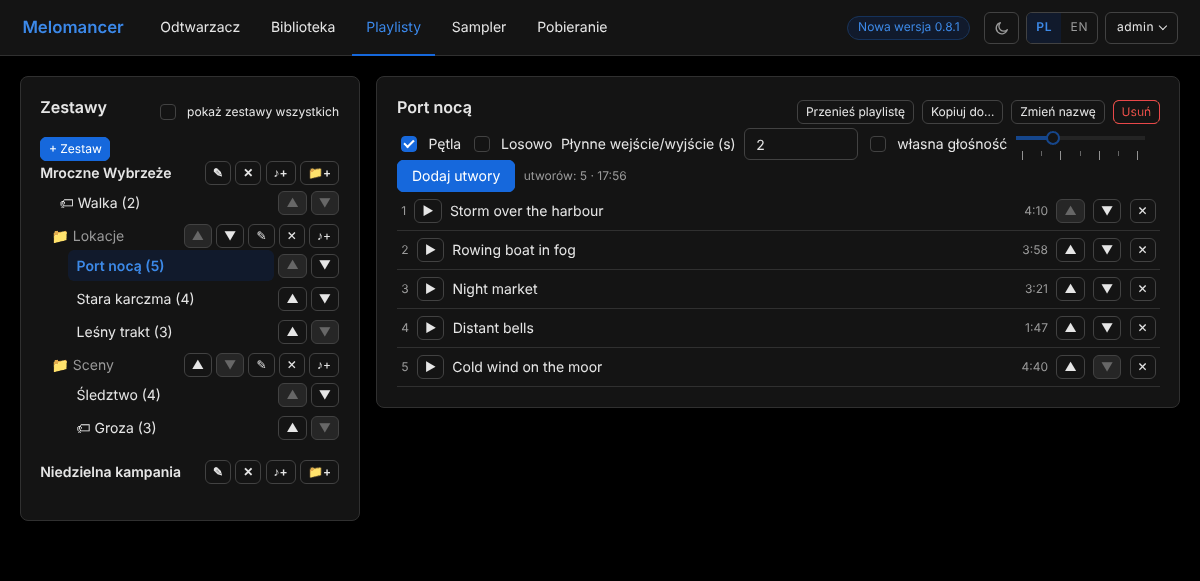 Melomancer Odtwarzacz Biblioteka Playlisty Sampler Pobieranie Nowa wersja 0.8.1 PL EN admin
Zestawy
pokaż zestawy wszystkich
+ Zestaw
Mroczne Wybrzeże
Walka (2)
Lokacje
Port nocą (5)
Stara karczma (4)
Leśny trakt (3)
Sceny
Śledztwo (4)
Groza (3)
Niedzielna kampania
Port nocą
Przenieś playlistę Kopiuj do... Zmień nazwę Usuń
Pętla Losowo Płynne wejście/wyjście (s) 2 własna głośność
Dodaj utwory utworów: 5 · 17:56
1 Storm over the harbour 4:10
2 Rowing boat in fog 3:58
3 Night market 3:21
4 Distant bells 1:47
5 Cold wind on the moor 4:40